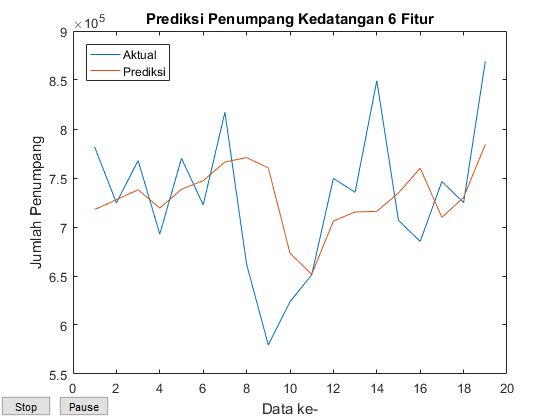 Prediksi Penumpang Kedatangan 6 Fitur
×10^5
Aktual
Prediksi
9
8.5
8
7.5
7
6.5
6
5.5
Jumlah Penumpang
0 2 4 6 8 10 12 14 16 18 20
Data ke-
Stop Pause